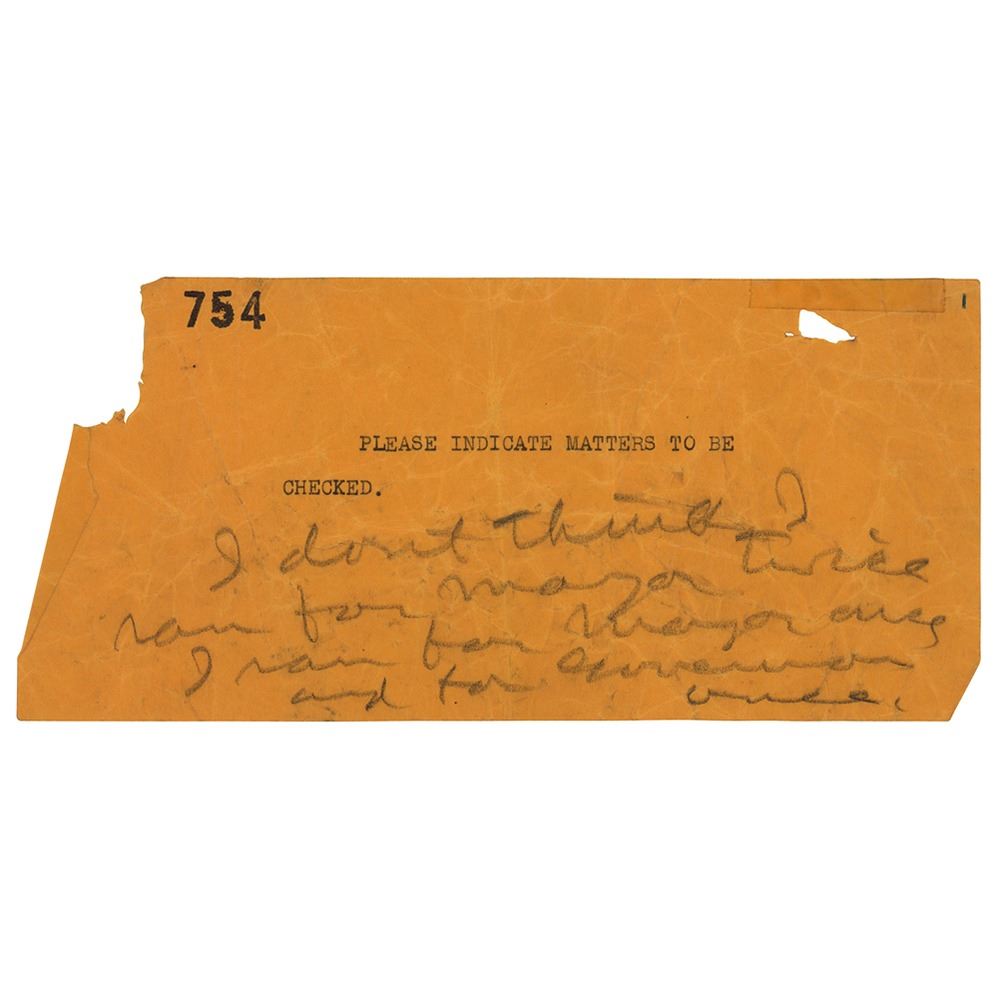 754
PLEASE INDICATE MATTERS TO BE
CHECKED.
I dont think I
ran for mayor twice
I ran for Mayor once
and for Governor
once.